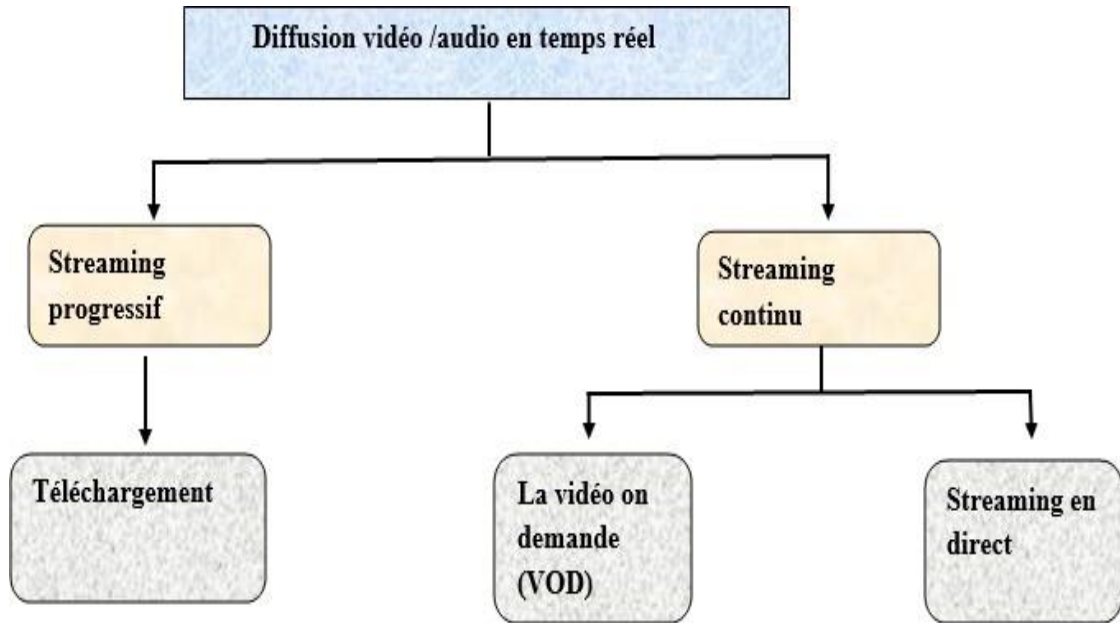 Diffusion vidéo /audio en temps réel
Streaming
progressif
Streaming
continu
Téléchargement
La vidéo on
demande
(VOD)
Streaming en
direct